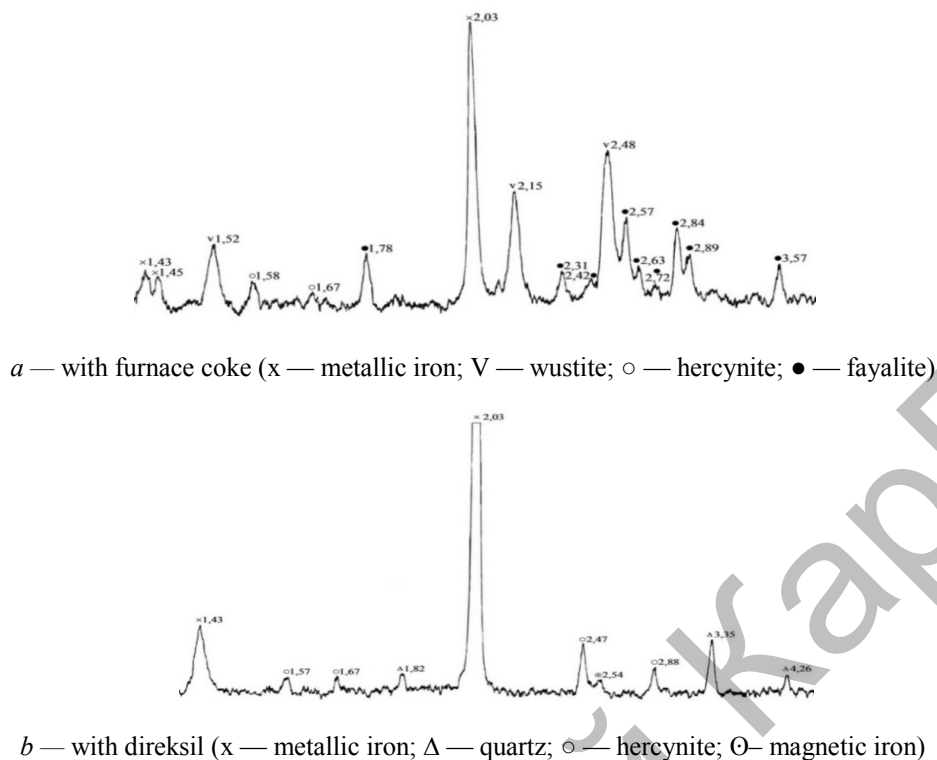 ×2,03
v2,48
v2,15
●2,57
●2,84
v1,52
●1,78
●2,89
×1,43
×1,45
●2,31
●2,63
2,42●
2,72
●
●3,57
○1,58
○1,67
a — with furnace coke (x — metallic iron; V — wustite; ○ — hercynite; ● — fayalite)
× 2,03
×1,43
○2,47
Δ3,35
○1,57
○1,67
Δ1,82
⊙2,54
○2,88
Δ4,26
b — with direksil (x — metallic iron; Δ — quartz; ○ — hercynite; ʘ– magnetic iron)
й КарГ